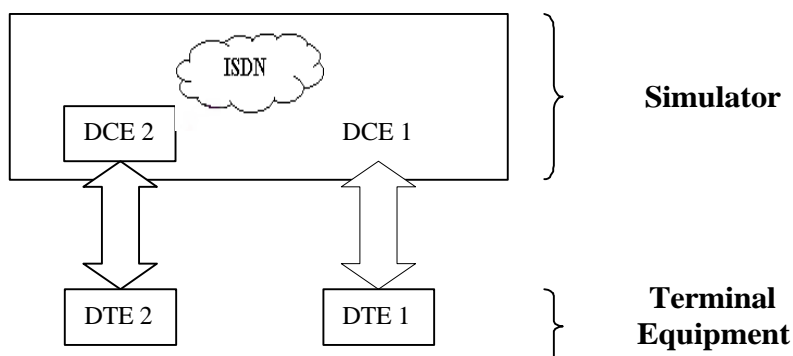 ISDN
Simulator
DCE 2
DCE 1
DTE 2
DTE 1
Terminal
Equipment